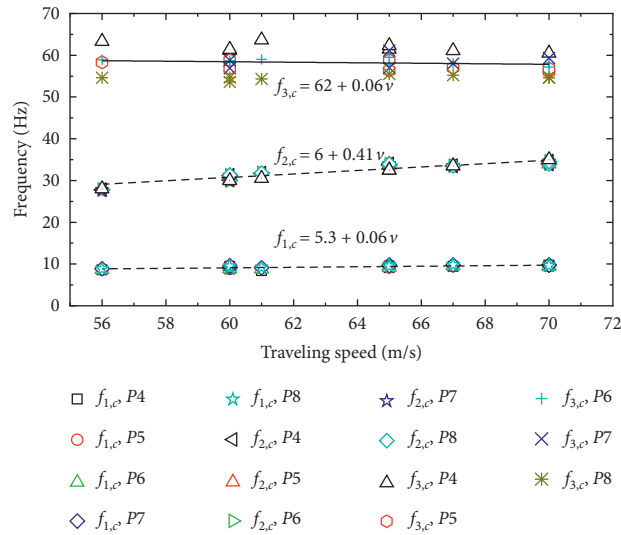 70
60
50
40
30
20
10
0
Frequency (Hz)
f3,c = 62 + 0.06v
f2,c = 6 + 0.41v
f1,c = 5.3 + 0.06v
56 58 60 62 64 66 68 70 72
Traveling speed (m/s)
f1,c, P4 f1,c, P8 f2,c, P7 f3,c, P6
f1,c, P5 f2,c, P4 f2,c, P8 f3,c, P7
f1,c, P6 f2,c, P5 f3,c, P4 f3,c, P8
f1,c, P7 f2,c, P6 f3,c, P5